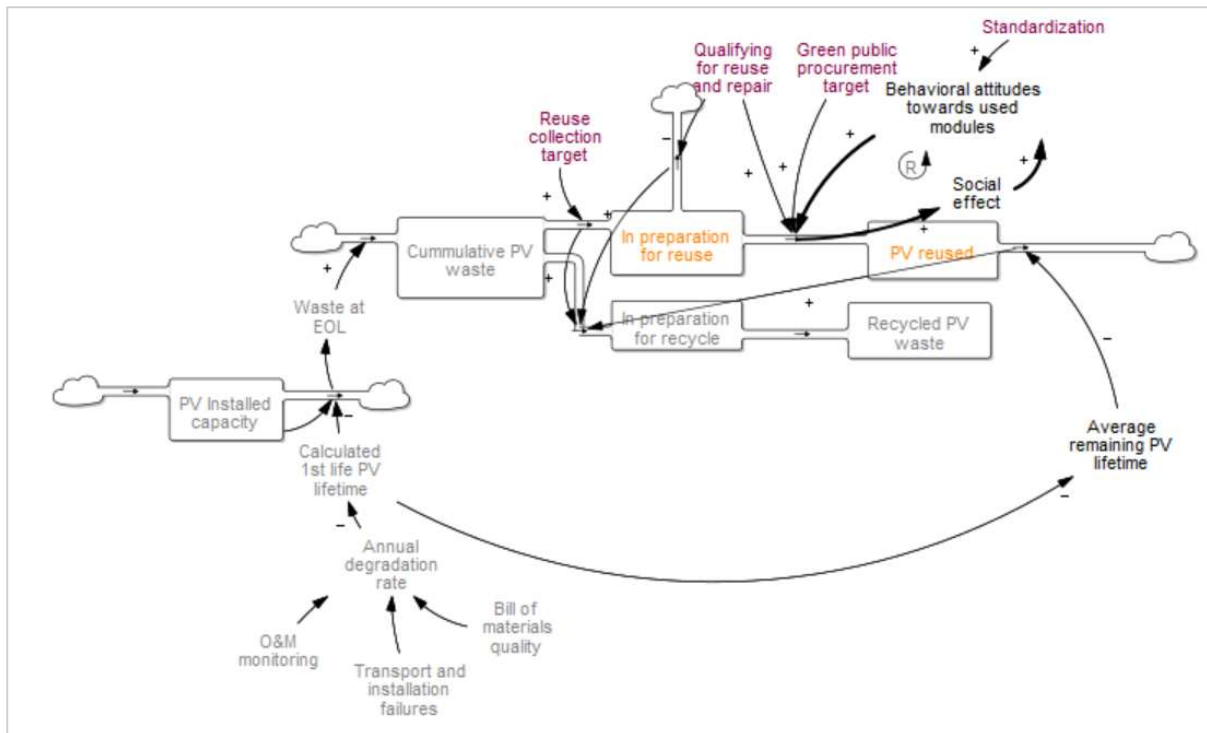 Standardization
+
Qualifying
for reuse
and repair
Green public
procurement
target
Behavioral attitudes
towards used
modules
Reuse
collection
target
–
+
+
+
+
R
+
Social
effect
+
+
In preparation
for reuse
Cummulative PV
waste
+
PV reused
+
+
Waste at
EOL
+
In preparation
for recycle
Recycled PV
waste
–
PV Installed
capacity
–
Calculated
1st life PV
lifetime
Average
remaining PV
lifetime
–
–
Annual
degradation
rate
Bill of
materials
quality
O&M
monitoring
Transport and
installation
failures